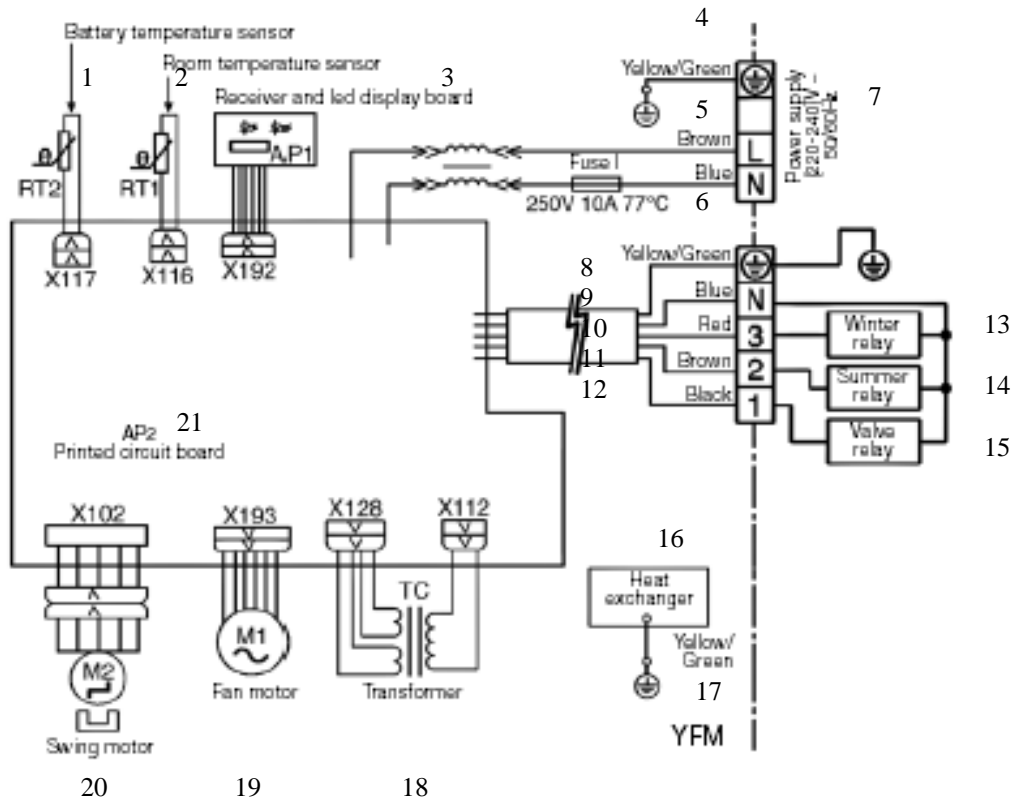 4
Battery temperature sensor
1
2
Room temperature sensor
3
Receiver and led display board
Yellow/Green
5
7
Power supply
220-240 V ~
50/60Hz
A.P1
Brown
L
RT2
RT1
Fuse 1
Blue
N
250V 10A 77°C
6
X117
X116
X192
Yellow/Green
8
Blue
9
N
Red
10
3
Winter
relay
13
Brown
11
2
Summer
relay
14
Black
12
1
Valve
relay
15
AP2
21
Printed circuit board
X102
X193
X128
X112
16
Heat
exchanger
TC
M1
M2
Yellow/
Green
Fan motor
Transformer
17
YFM
Swing motor
20
19
18